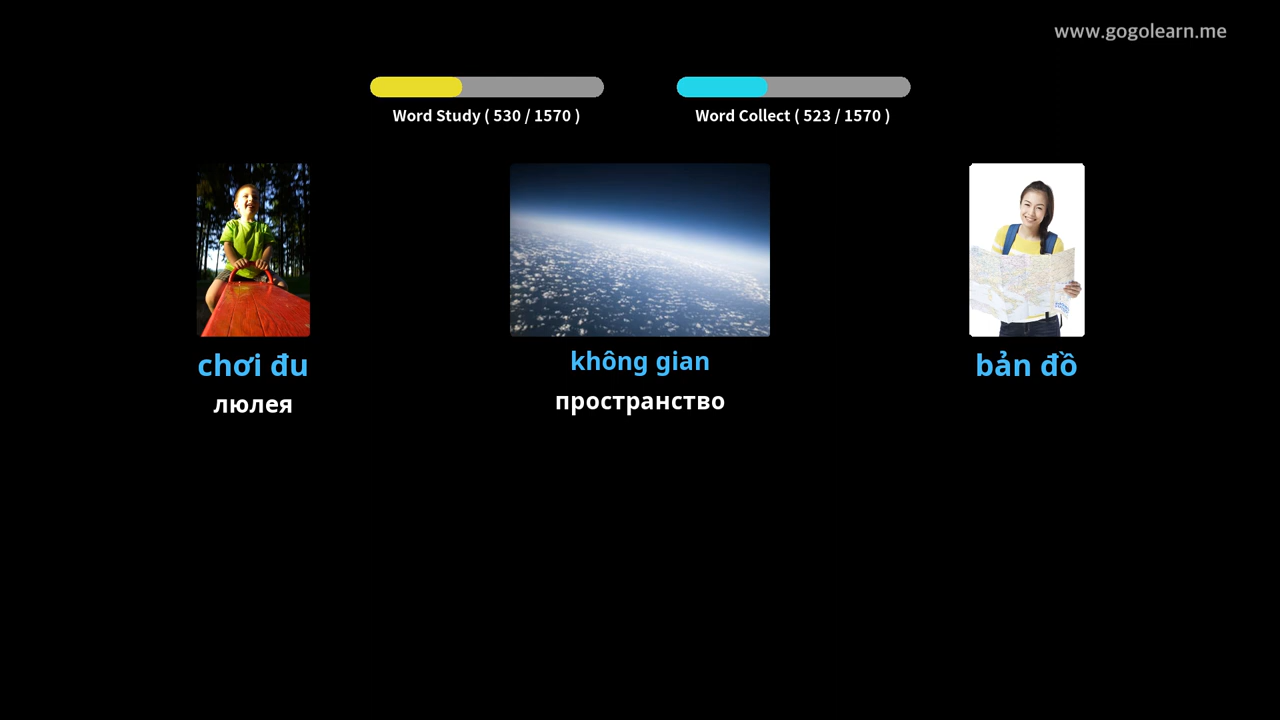 www.gogolearn.me
Word Study ( 530 / 1570 )
Word Collect ( 523 / 1570 )
chơi đu
люлея
không gian
пространство
bản đồ